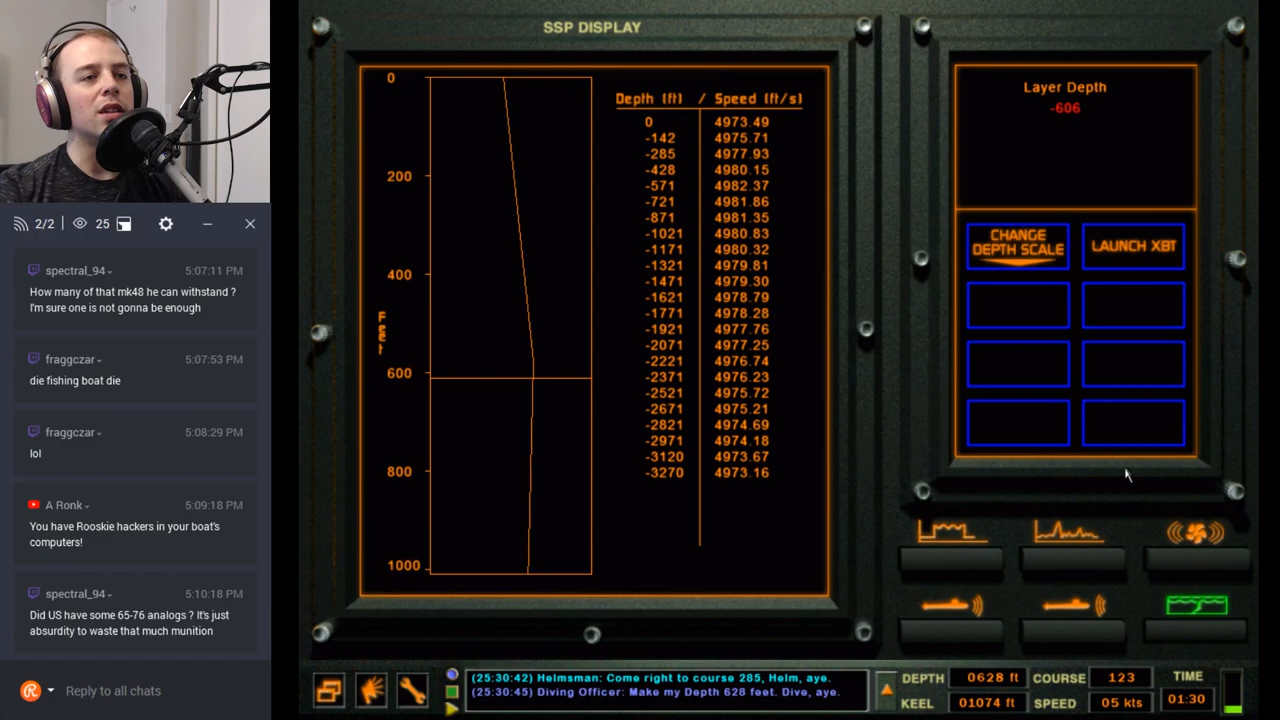 2/2 25
spectral_94
5:07:11 PM
How many of that mk48 he can withstand ?
I'm sure one is not gonna be enough
fraggczar
5:07:53 PM
die fishing boat die
fraggczar
5:08:29 PM
lol
A Ronk
5:09:18 PM
You have Rooskie hackers in your boat's
computers!
spectral_94
5:10:18 PM
Did US have some 65-76 analogs ? It's just
absurdity to waste that much munition
Reply to all chats
SSP DISPLAY
0
200
400
600
800
1000
Feet
Depth (ft) / Speed (ft/s)
0 4973.49
-142 4975.71
-285 4977.93
-428 4980.15
-571 4982.37
-721 4981.86
-871 4981.35
-1021 4980.83
-1171 4980.32
-1321 4979.81
-1471 4979.30
-1621 4978.79
-1771 4978.28
-1921 4977.76
-2071 4977.25
-2221 4976.74
-2371 4976.23
-2521 4975.72
-2671 4975.21
-2821 4974.69
-2971 4974.18
-3120 4973.67
-3270 4973.16
Layer Depth
-606
CHANGE
DEPTH SCALE
LAUNCH XBT
(25:30:42) Helmsman: Come right to course 285, Helm, aye.
(25:30:45) Diving Officer: Make my Depth 628 feet. Dive, aye.
DEPTH 0628 ft COURSE 123 TIME
KEEL 01074 ft SPEED 05 kts 01:30